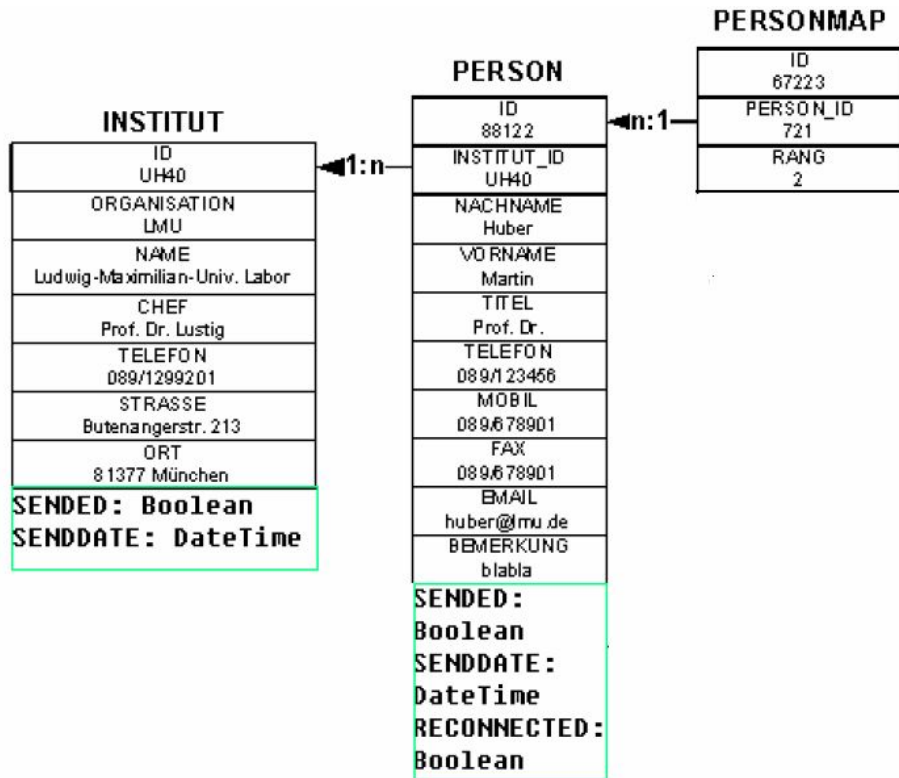 INSTITUT
ID
UH40
ORGANISATION
LMU
NAME
Ludwig-Maximilian-Univ. Labor
CHEF
Prof. Dr. Lustig
TELEFON
089/1299201
STRASSE
Butenangerstr. 213
ORT
81377 München
SENDED: Boolean
SENDDATE: DateTime
1:n
PERSON
ID
88122
INSTITUT_ID
UH40
NACHNAME
Huber
VORNAME
Martin
TITEL
Prof. Dr.
TELEFON
089/123456
MOBIL
089/678901
FAX
089/678901
EMAIL
huber@lmu.de
BEMERKUNG
blabla
SENDED:
Boolean
SENDDATE:
DateTime
RECONNECTED:
Boolean
n:1
PERSONMAP
ID
67223
PERSON_ID
721
RANG
2